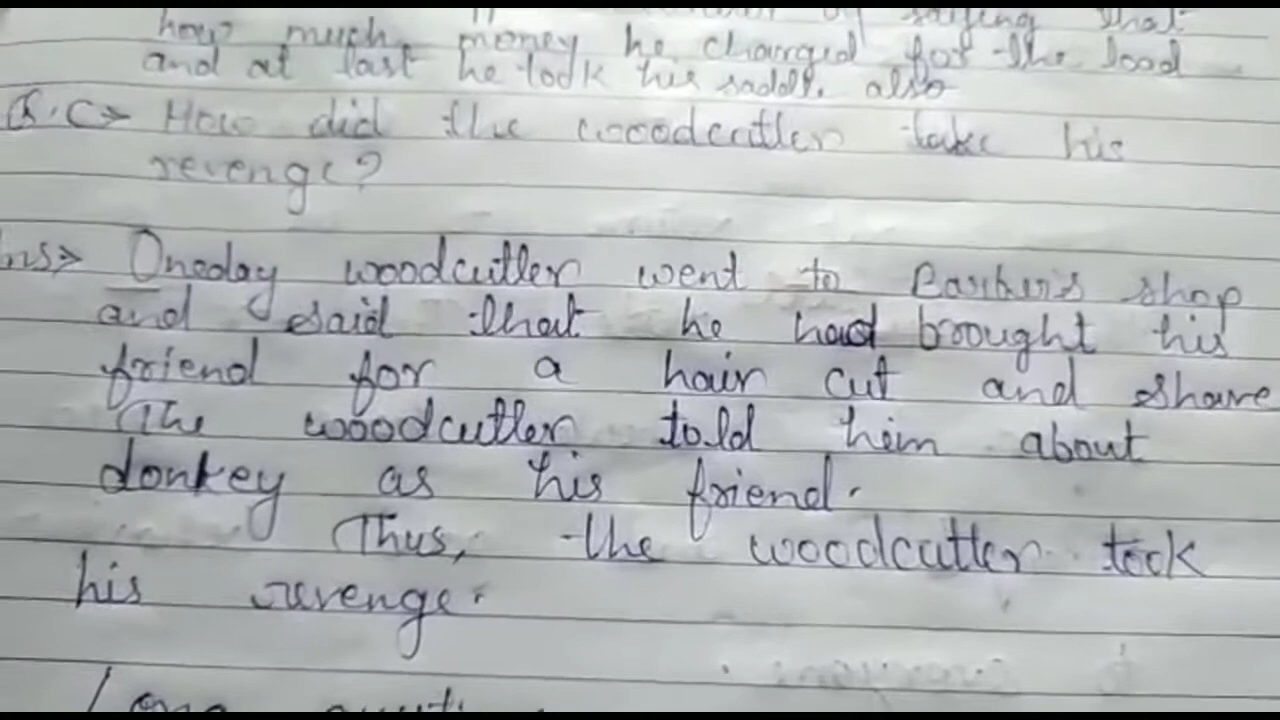 saying that
how much money he charged for the load
and at last he took his saddle also
Q.C> How did the woodcutter take his
revenge?
Ans> Oneday woodcutter went to Barber's shop
and said that he had brought his
friend for a hair cut and shave
The woodcutter told him about
donkey as his friend.
Thus, the woodcutter took
his revenge.
Long